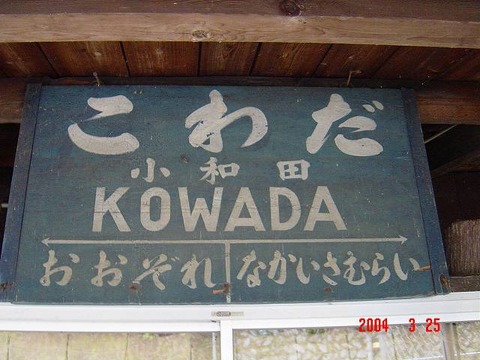 こわだ
小和田
KOWADA
おおぞれ なかいさむらい
2004 3 25